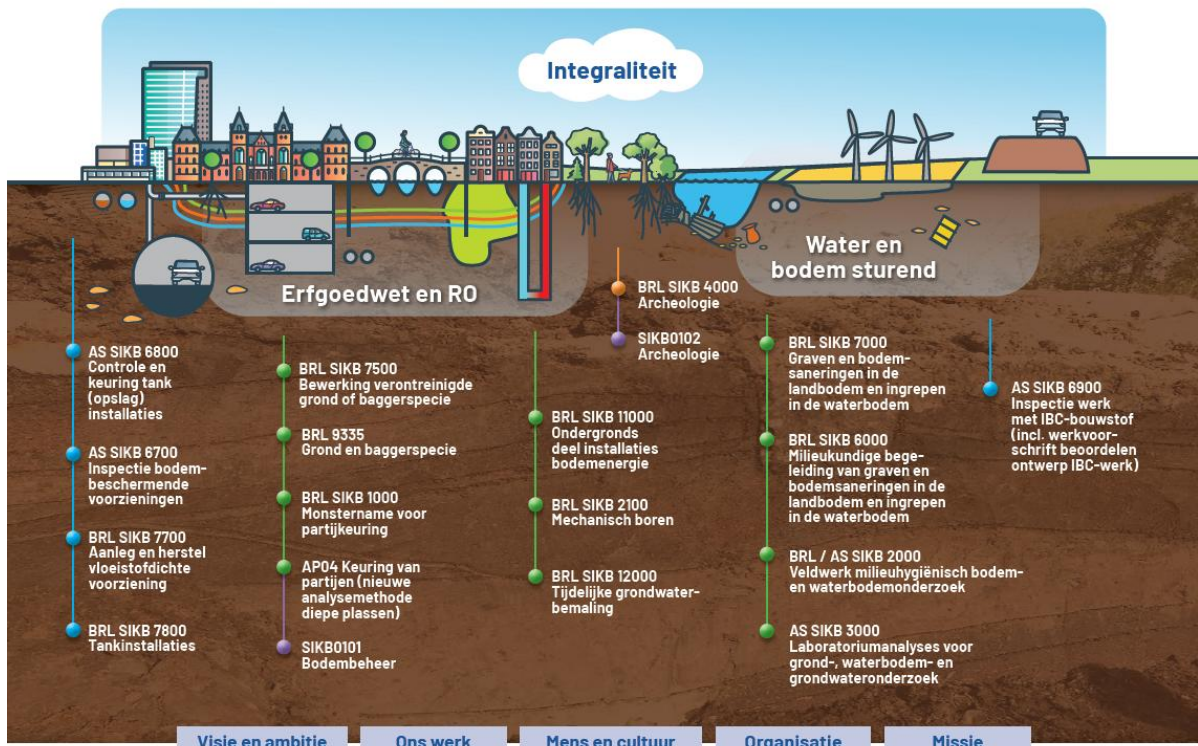 Integraliteit
Erfgoedwet en RO
Water en
bodem sturend
AS SIKB 6800
Controle en
keuring tank
(opslag)
installaties
AS SIKB 6700
Inspectie bodem-
beschermende
voorzieningen
BRL SIKB 7700
Aanleg en herstel
vloeistofdichte
voorziening
BRL SIKB 7800
Tankinstallaties
BRL SIKB 7500
Bewerking verontreinigde
grond of baggerspecie
BRL 9335
Grond en baggerspecie
BRL SIKB 1000
Monstername voor
partijkeuring
AP04 Keuring van
partijen (nieuwe
analysemethode
diepe plassen)
SIKB0101
Bodembeheer
BRL SIKB 11000
Ondergronds
deel installaties
bodemenergie
BRL SIKB 2100
Mechanisch boren
BRL SIKB 12000
Tijdelijke grondwater-
bemaling
BRL SIKB 4000
Archeologie
SIKB0102
Archeologie
BRL SIKB 7000
Graven en bodem-
saneringen in de
landbodem en ingrepen
in de waterbodem
BRL SIKB 6000
Milieukundige bege-
leiding van graven en
bodemsaneringen in de
landbodem en ingrepen
in de waterbodem
BRL / AS SIKB 2000
Veldwerk milieuhygiënisch bodem-
en waterbodemonderzoek
AS SIKB 3000
Laboratoriumanalyses voor
grond-, waterbodem- en
grondwateronderzoek
AS SIKB 6900
Inspectie werk
met IBC-bouwstof
(incl. werkvoor-
schrift beoordelen
ontwerp IBC-werk)
Visie en ambitie
Ons werk
Mens en cultuur
Organisatie
Missie